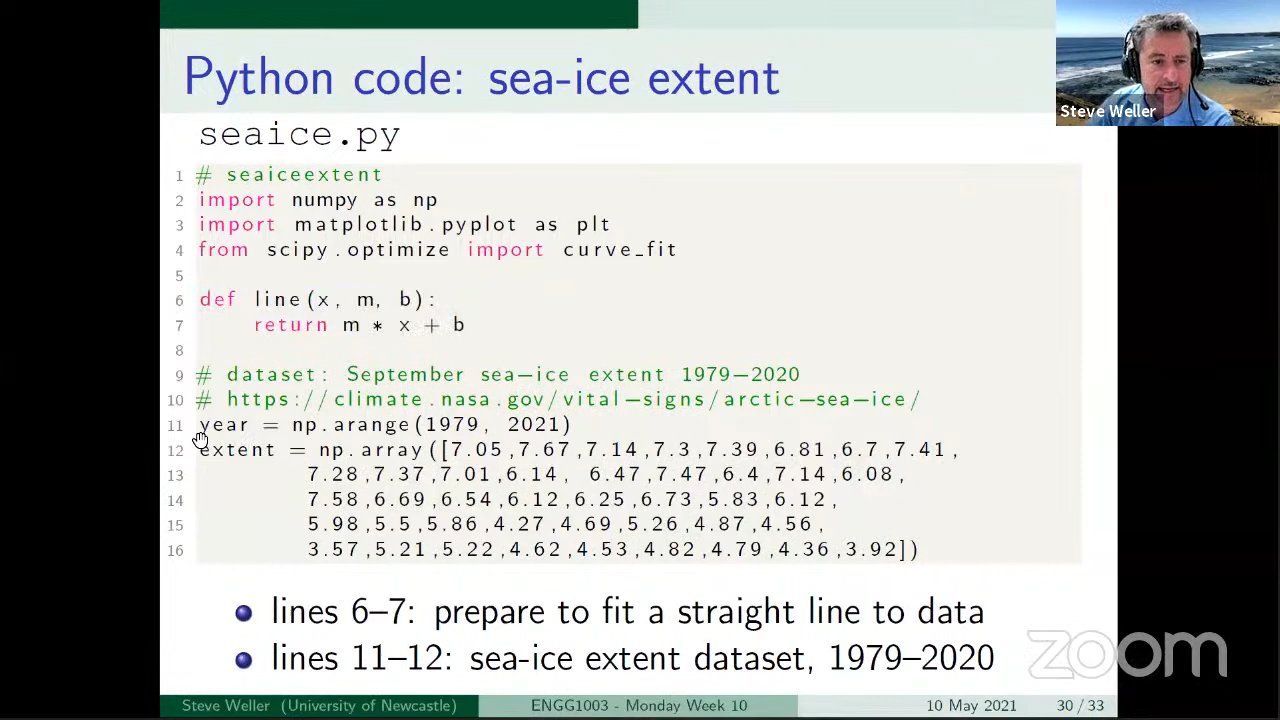 Python code: sea-ice extent
Steve Weller
seaice.py
1 # seaiceextent
2 import numpy as np
3 import matplotlib.pyplot as plt
4 from scipy.optimize import curve_fit
5
6 def line(x, m, b):
7 return m * x + b
8
9 # dataset: September sea-ice extent 1979-2020
10 # https://climate.nasa.gov/vital-signs/arctic-sea-ice/
11 year = np.arange(1979, 2021)
12 extent = np.array([7.05,7.67,7.14,7.3,7.39,6.81,6.7,7.41,
13 7.28,7.37,7.01,6.14, 6.47,7.47,6.4,7.14,6.08,
14 7.58,6.69,6.54,6.12,6.25,6.73,5.83,6.12,
15 5.98,5.5,5.86,4.27,4.69,5.26,4.87,4.56,
16 3.57,5.21,5.22,4.62,4.53,4.82,4.79,4.36,3.92])
lines 6–7: prepare to fit a straight line to data
lines 11–12: sea-ice extent dataset, 1979–2020
zoom
Steve Weller (University of Newcastle) ENGG1003 - Monday Week 10 10 May 2021 30 / 33